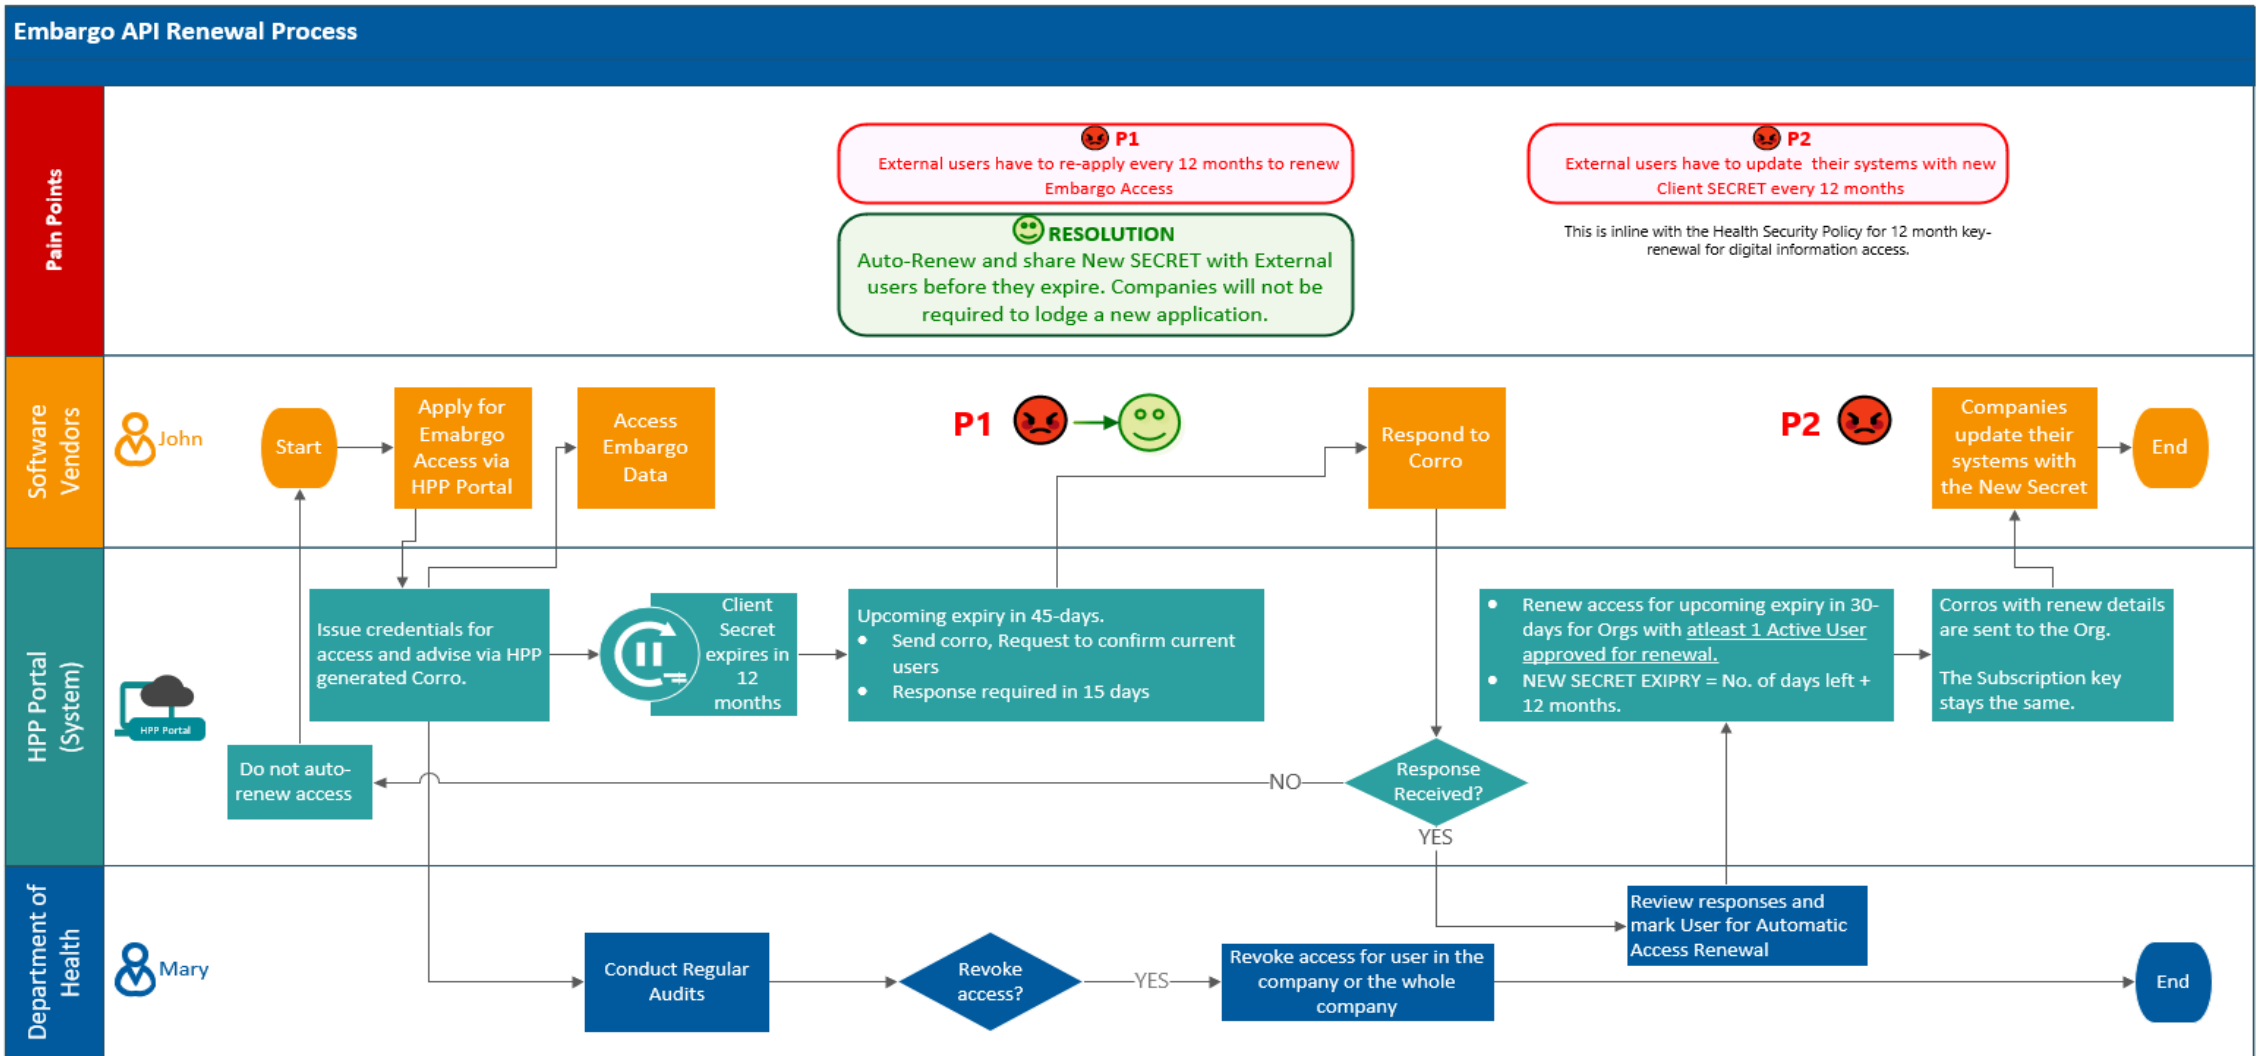 Embargo API Renewal Process
Pain Points
P1
External users have to re-apply every 12 months to renew
Embargo Access
RESOLUTION
Auto-Renew and share New SECRET with External
users before they expire. Companies will not be
required to lodge a new application.
P2
External users have to update their systems with new
Client SECRET every 12 months
This is inline with the Health Security Policy for 12 month key-
renewal for digital information access.
Software
Vendors
John
Start
Apply for
Emabrgo
Access via
HPP Portal
Access
Embargo
Data
P1
Respond to
Corro
P2
Companies
update their
systems with
the New Secret
End
HPP Portal
(System)
HPP Portal
Issue credentials for
access and advise via HPP
generated Corro.
Client
Secret
expires in
12
months
Upcoming expiry in 45-days.
• Send corro, Request to confirm current
users
• Response required in 15 days
• Renew access for upcoming expiry in 30-
days for Orgs with atleast 1 Active User
approved for renewal.
• NEW SECRET EXIPRY = No. of days left +
12 months.
Corros with renew details
are sent to the Org.
The Subscription key
stays the same.
Do not auto-
renew access
NO
Response
Received?
YES
Department of
Health
Mary
Conduct Regular
Audits
Revoke
access?
YES
Revoke access for user in the
company or the whole
company
Review responses and
mark User for Automatic
Access Renewal
End